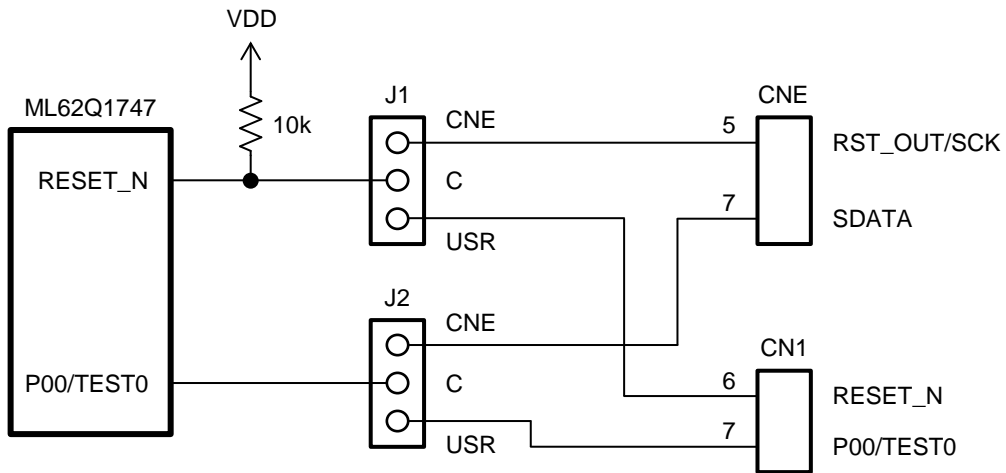 VDD
ML62Q1747
10k
J1
CNE
CNE
5
RST_OUT/SCK
RESET_N
C
7
SDATA
USR
J2
CNE
CN1
P00/TEST0
C
6
RESET_N
USR
7
P00/TEST0